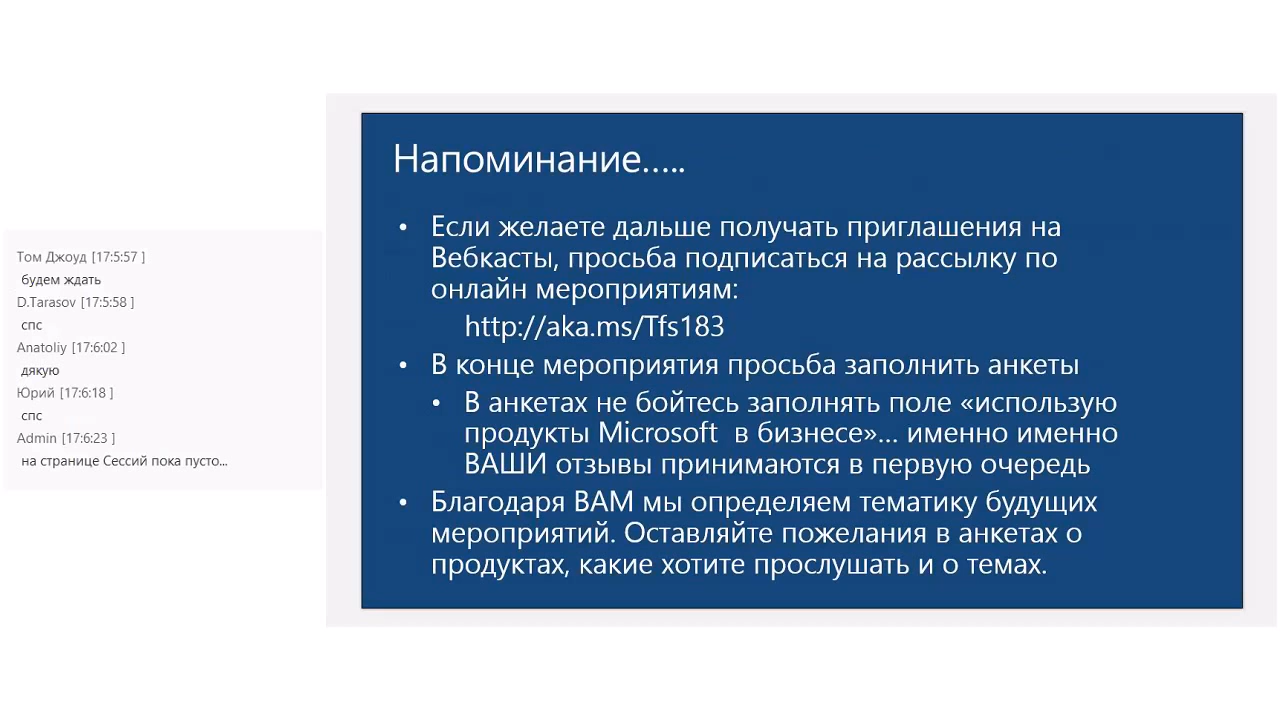 Том Джоуд [17:5:57 ]
будем ждать
D.Tarasov [17:5:58 ]
спс
Anatoliy [17:6:02 ]
дякую
Юрий [17:6:18 ]
спс
Admin [17:6:23 ]
на странице Сессий пока пусто...
Напоминание…..
• Если желаете дальше получать приглашения на
Вебкасты, просьба подписаться на рассылку по
онлайн мероприятиям:
http://aka.ms/Tfs183
• В конце мероприятия просьба заполнить анкеты
• В анкетах не бойтесь заполнять поле «использую
продукты Microsoft в бизнесе»… именно именно
ВАШИ отзывы принимаются в первую очередь
• Благодаря ВАМ мы определяем тематику будущих
мероприятий. Оставляйте пожелания в анкетах о
продуктах, какие хотите прослушать и о темах.